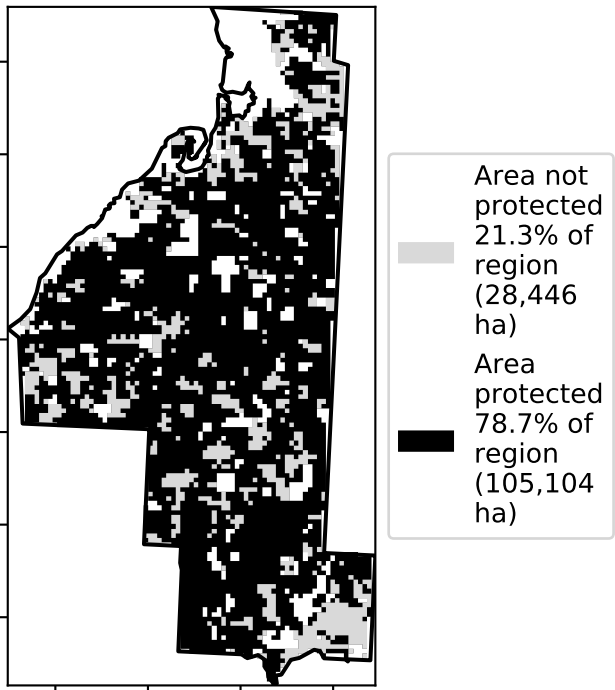 Area not
protected
21.3% of
region
(28,446
ha)
Area
protected
78.7% of
region
(105,104
ha)